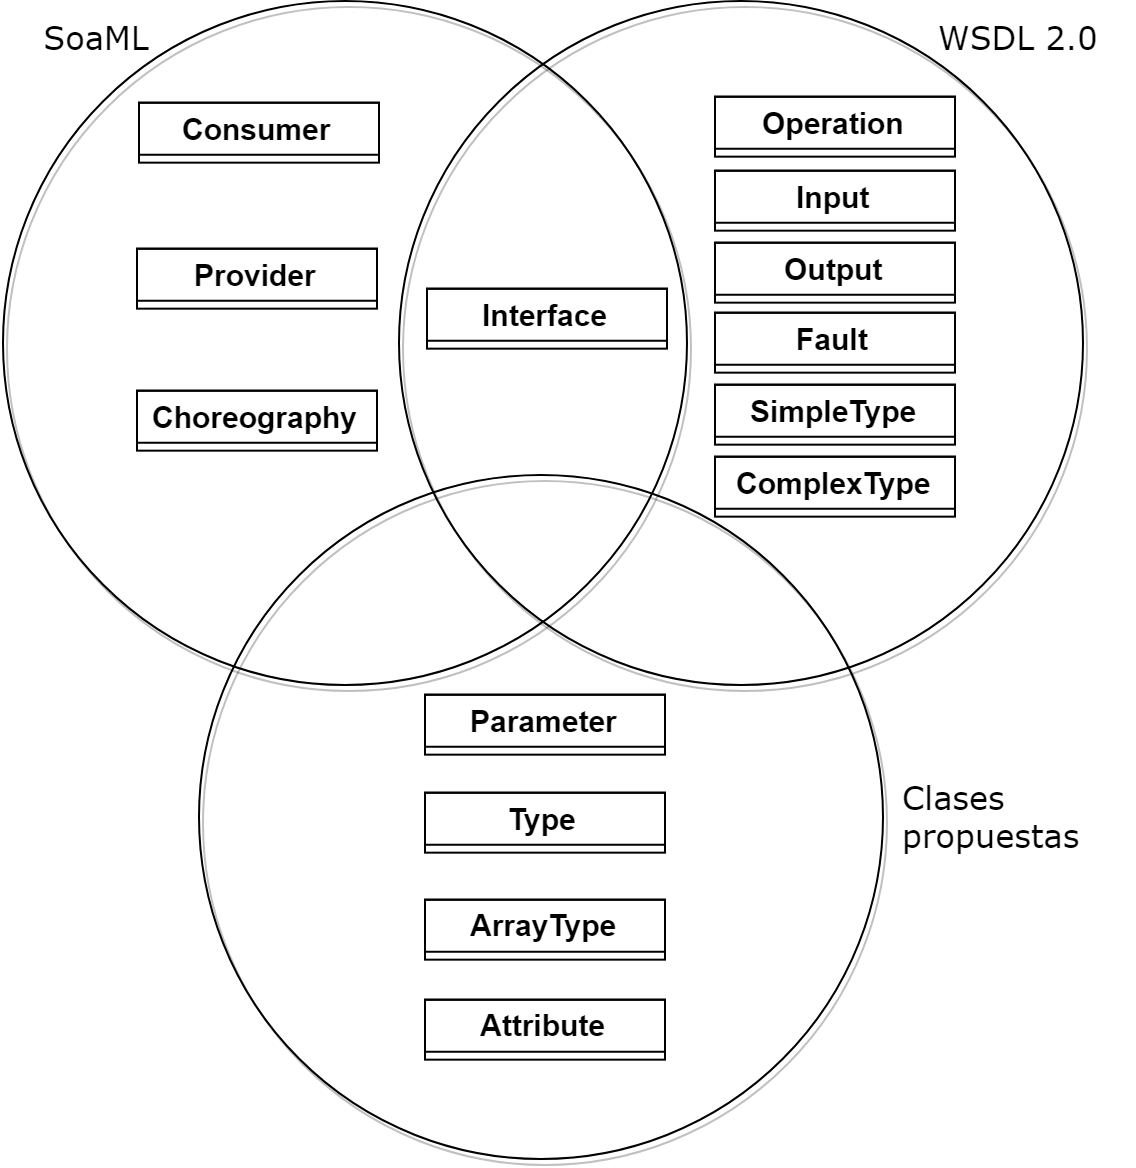 SoaML
WSDL 2.0
Consumer
Provider
Choreography
Interface
Operation
Input
Output
Fault
SimpleType
ComplexType
Parameter
Type
ArrayType
Attribute
Clases
propuestas